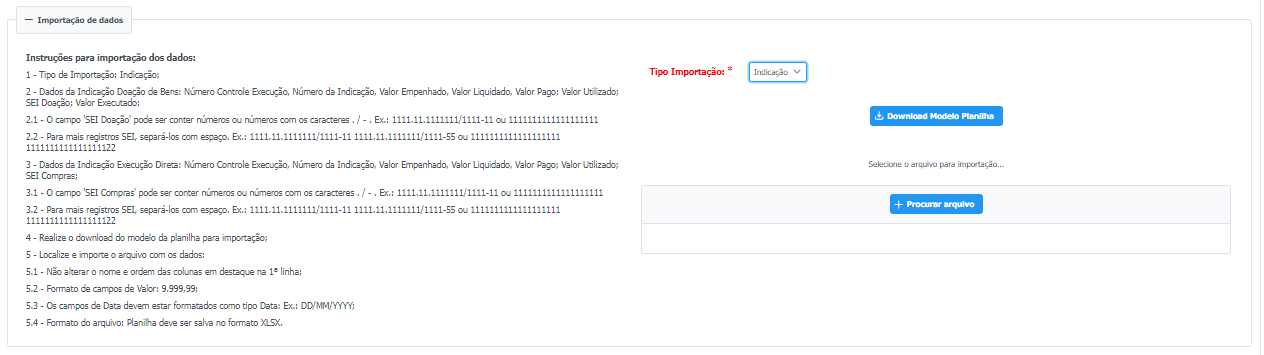 Importação de dados
Instruções para importação dos dados:
1 - Tipo de Importação: Indicação;
2 - Dados da Indicação Doação de Bens: Número Controle Execução, Número da Indicação, Valor Empenhado, Valor Liquidado, Valor Pago; Valor Utilizado;
SEI Doação; Valor Executado;
2.1 - O campo 'SEI Doação' pode ser conter números ou números com os caracteres . / - . Ex.: 1111.11.1111111/1111-11 ou 1111111111111111111
2.2 - Para mais registros SEI, separá-los com espaço. Ex.: 1111.11.1111111/1111-11 1111.11.1111111/1111-55 ou 1111111111111111111
1111111111111111122
3 - Dados da Indicação Execução Direta: Número Controle Execução, Número da Indicação, Valor Empenhado, Valor Liquidado, Valor Pago; Valor Utilizado;
SEI Compras;
3.1 - O campo 'SEI Compras' pode ser conter números ou números com os caracteres . / - . Ex.: 1111.11.1111111/1111-11 ou 1111111111111111111
3.2 - Para mais registros SEI, separá-los com espaço. Ex.: 1111.11.1111111/1111-11 1111.11.1111111/1111-55 ou 1111111111111111111
1111111111111111122
4 - Realize o download do modelo da planilha para importação;
5 - Localize e importe o arquivo com os dados:
5.1 - Não alterar o nome e ordem das colunas em destaque na 1ª linha;
5.2 - Formato de campos de Valor: 9.999,99;
5.3 - Os campos de Data devem estar formatados como tipo Data: Ex.: DD/MM/YYYY;
5.4 - Formato do arquivo: Planilha deve ser salva no formato XLSX.
Tipo Importação: * Indicação
Download Modelo Planilha
Selecione o arquivo para importação...
+ Procurar arquivo